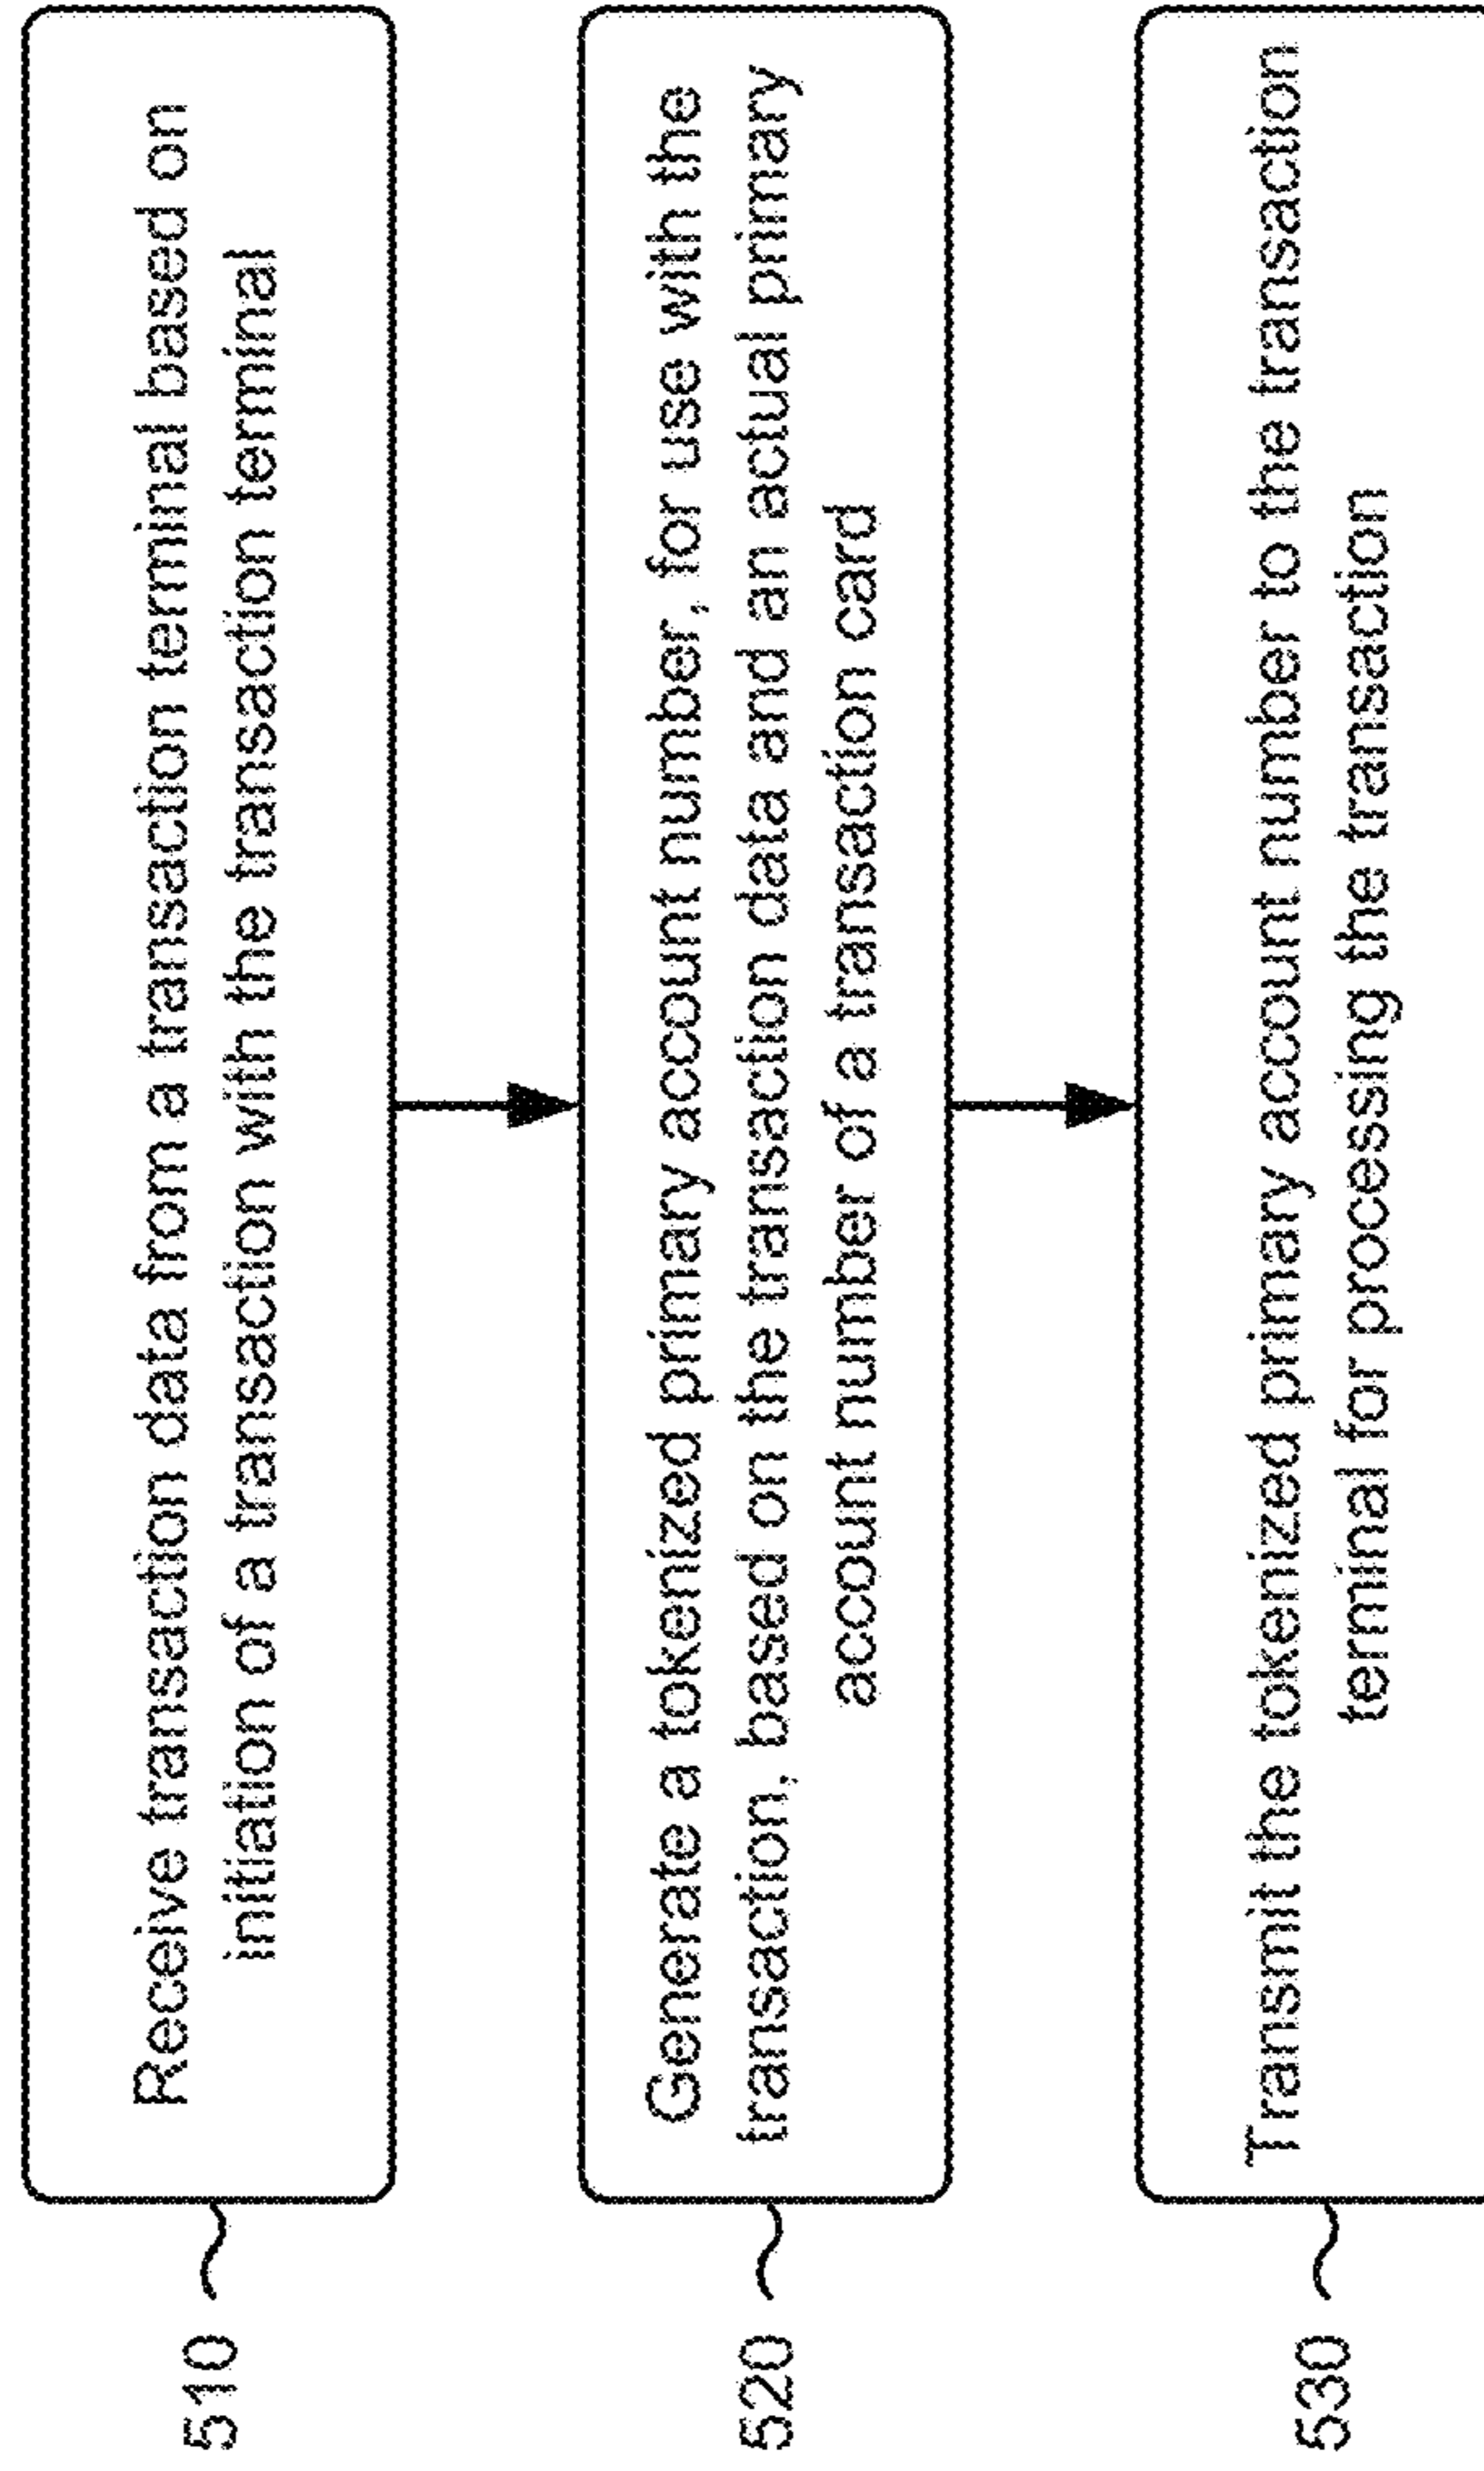 510
Receive transaction data from a transaction terminal based on
initiation of a transaction with the transaction terminal
520
Generate a tokenized primary account number, for use with the
transaction, based on the transaction data and an actual primary
account number of a transaction card
530
Transmit the tokenized primary account number to the transaction
terminal for processing the transaction